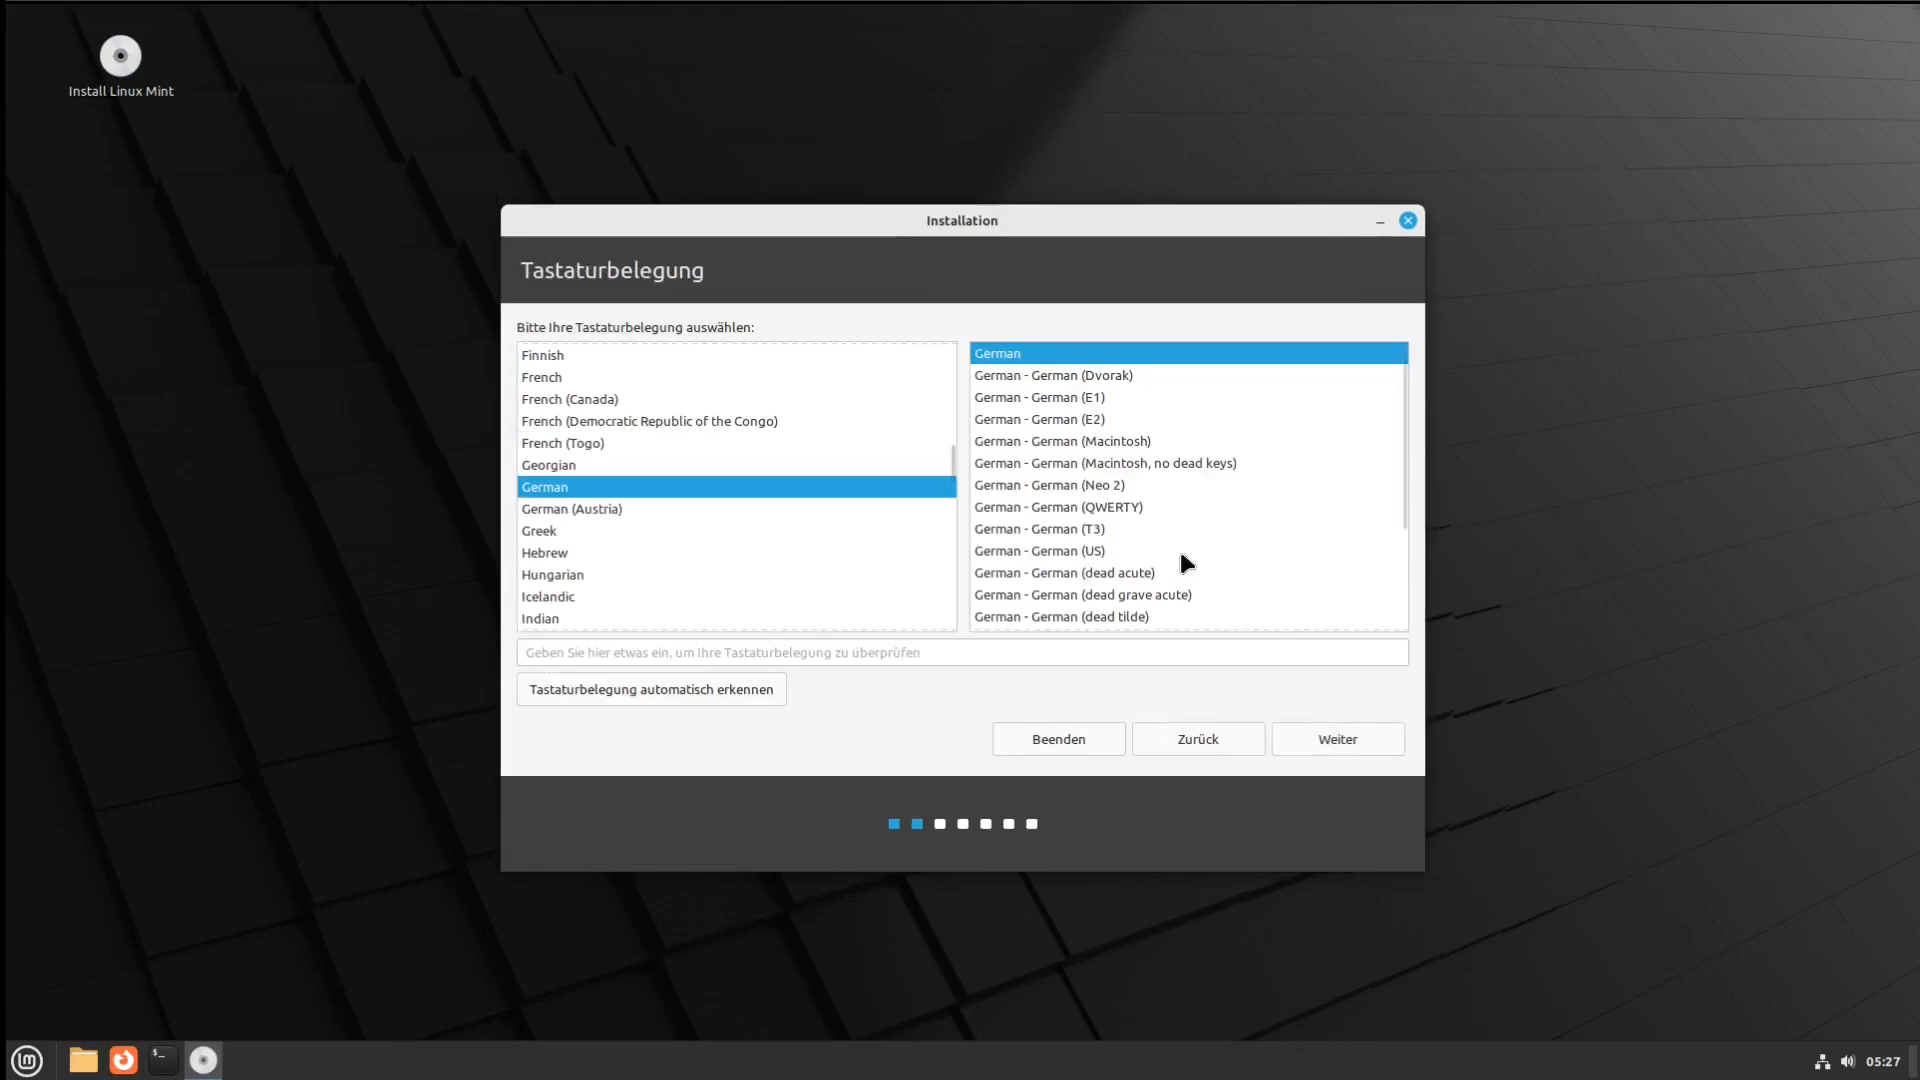 Install Linux Mint
Installation
Tastaturbelegung
Bitte Ihre Tastaturbelegung auswählen:
Finnish
French
French (Canada)
French (Democratic Republic of the Congo)
French (Togo)
Georgian
German
German (Austria)
Greek
Hebrew
Hungarian
Icelandic
Indian
German
German - German (Dvorak)
German - German (E1)
German - German (E2)
German - German (Macintosh)
German - German (Macintosh, no dead keys)
German - German (Neo 2)
German - German (QWERTY)
German - German (T3)
German - German (US)
German - German (dead acute)
German - German (dead grave acute)
German - German (dead tilde)
Geben Sie hier etwas ein, um Ihre Tastaturbelegung zu überprüfen
Tastaturbelegung automatisch erkennen
Beenden Zurück Weiter
05:27